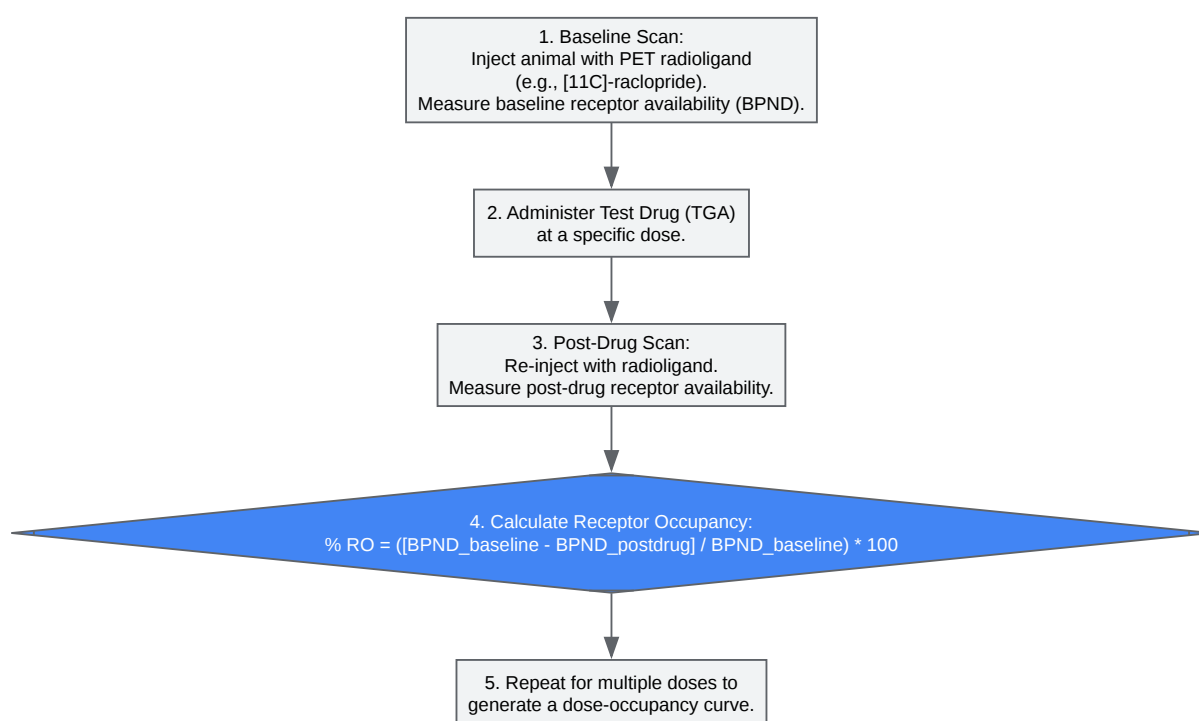 1. Baseline Scan:
Inject animal with PET radioligand
(e.g., [11C]-raclopride).
Measure baseline receptor availability (BPND).
2. Administer Test Drug (TGA)
at a specific dose.
3. Post-Drug Scan:
Re-inject with radioligand.
Measure post-drug receptor availability.
4. Calculate Receptor Occupancy:
% RO = ([BPND_baseline - BPND_postdrug] / BPND_baseline) * 100
5. Repeat for multiple doses to
generate a dose-occupancy curve.